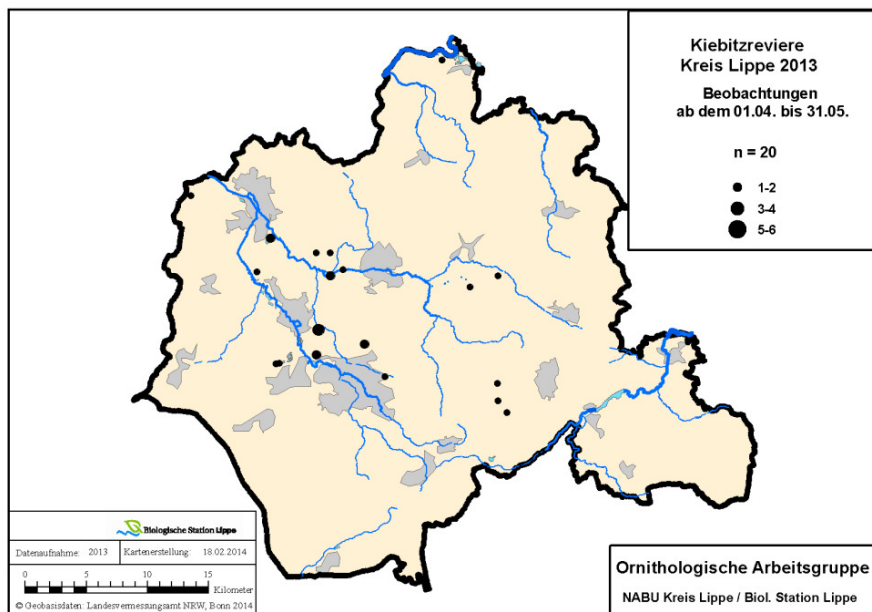 Kiebitzreviere
Kreis Lippe 2013
Beobachtungen
ab dem 01.04. bis 31.05.
n = 20
1-2
3-4
5-6
Biologische Station Lippe
Datenaufnahme: 2013 Kartenerstellung: 18.02.2014
0 5 10 15
Kilometer
© Geobasisdaten: Landesvermessungsamt NRW, Bonn 2014
Ornithologische Arbeitsgruppe
NABU Kreis Lippe / Biol. Station Lippe